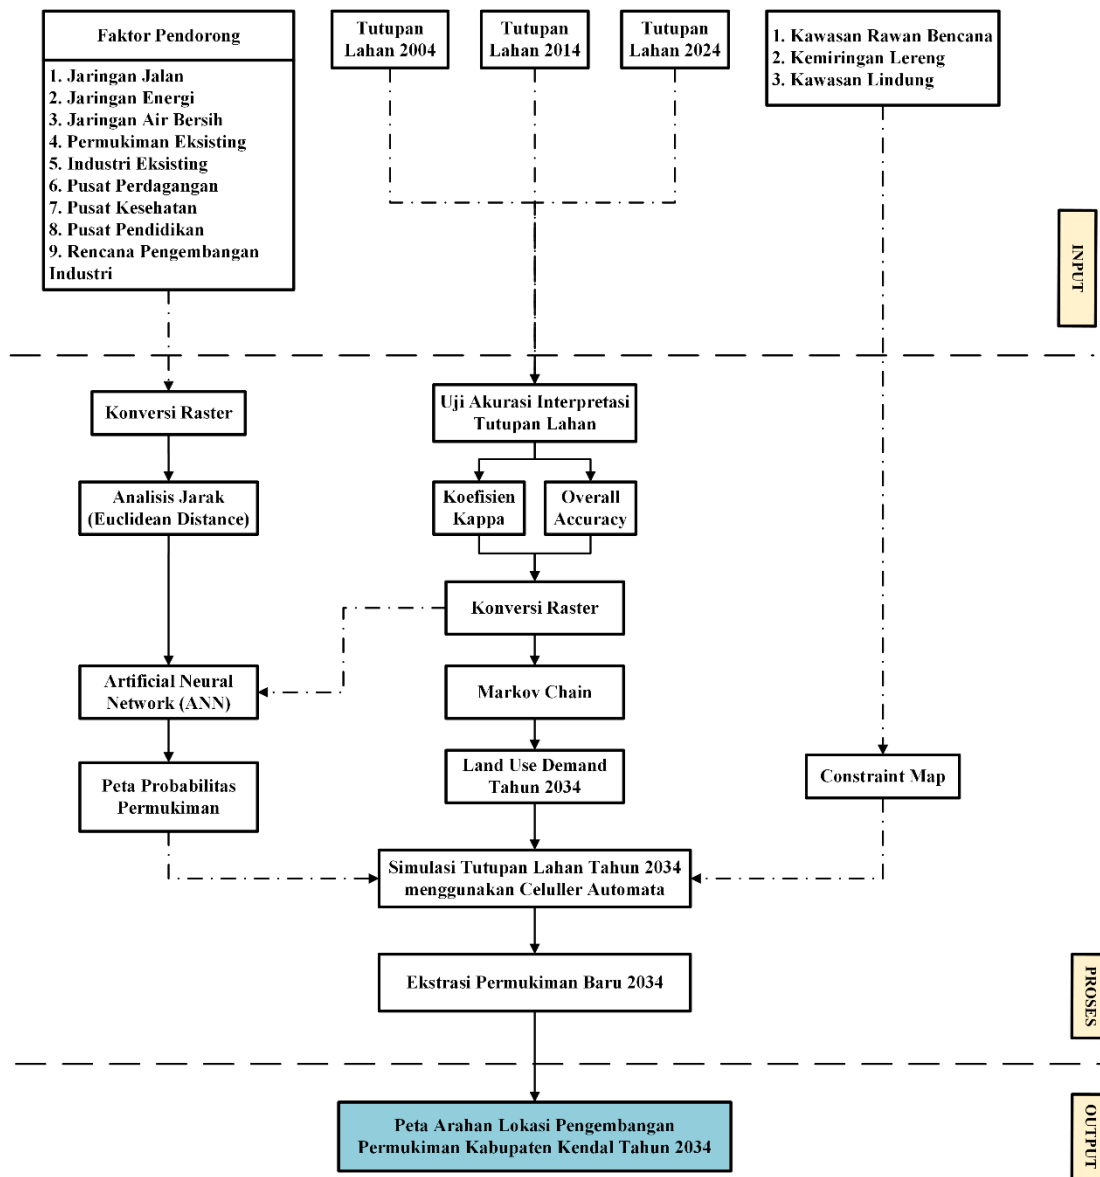 Faktor Pendorong
1. Jaringan Jalan
2. Jaringan Energi
3. Jaringan Air Bersih
4. Permukiman Eksisting
5. Industri Eksisting
6. Pusat Perdagangan
7. Pusat Kesehatan
8. Pusat Pendidikan
9. Rencana Pengembangan
Industri
Tutupan
Lahan 2004
Tutupan
Lahan 2014
Tutupan
Lahan 2024
1. Kawasan Rawan Bencana
2. Kemiringan Lereng
3. Kawasan Lindung
INPUT
Konversi Raster
Analisis Jarak
(Euclidean Distance)
Artificial Neural
Network (ANN)
Peta Probabilitas
Permukiman
Uji Akurasi Interpretasi
Tutupan Lahan
Koefisien
Kappa
Overall
Accuracy
Konversi Raster
Markov Chain
Land Use Demand
Tahun 2034
Constraint Map
Simulasi Tutupan Lahan Tahun 2034
menggunakan Celuller Automata
Ekstrasi Permukiman Baru 2034
PROSES
Peta Arahan Lokasi Pengembangan
Permukiman Kabupaten Kendal Tahun 2034
OUTPUT